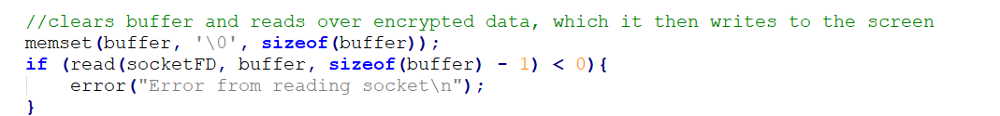 //clears buffer and reads over encrypted data, which it then writes to the screen
memset(buffer, '\0', sizeof(buffer));
if (read(socketFD, buffer, sizeof(buffer) - 1) < 0){
    error("Error from reading socket\n");
}